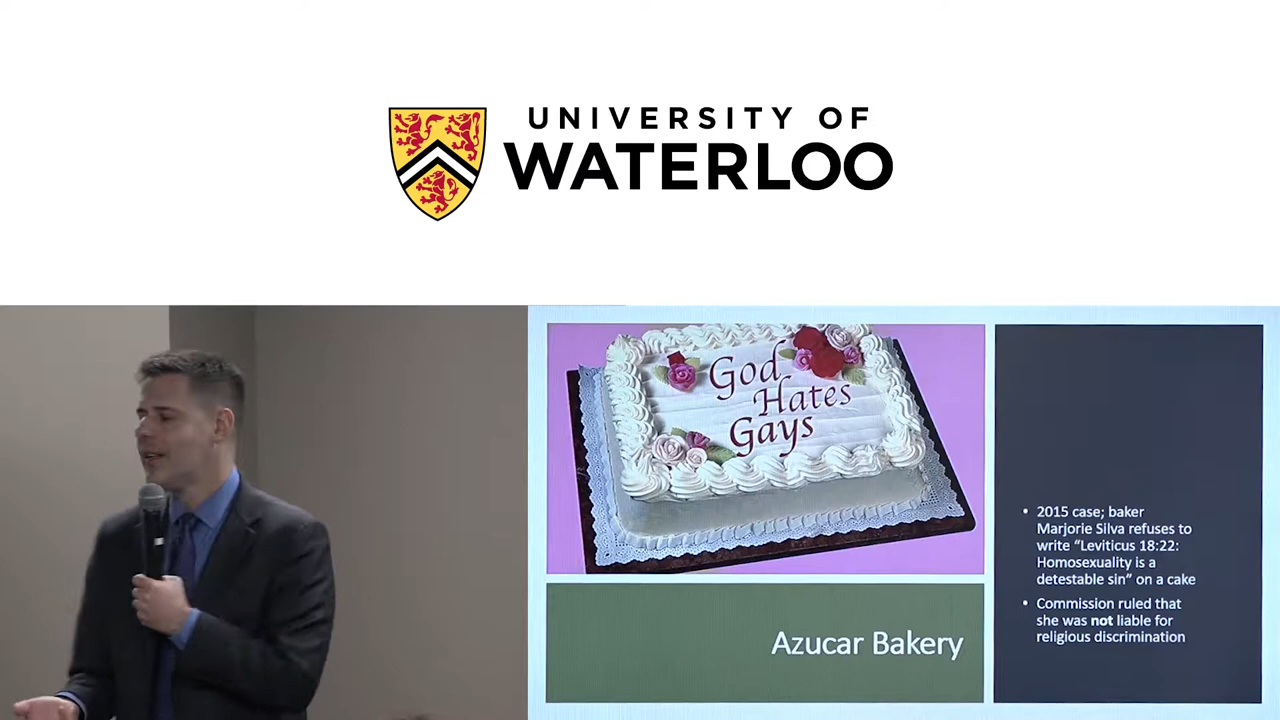 UNIVERSITY OF
WATERLOO
God
Hates
Gays
Azucar Bakery
• 2015 case; baker
Marjorie Silva refuses to
write “Leviticus 18:22:
Homosexuality is a
detestable sin” on a cake
• Commission ruled that
she was not liable for
religious discrimination